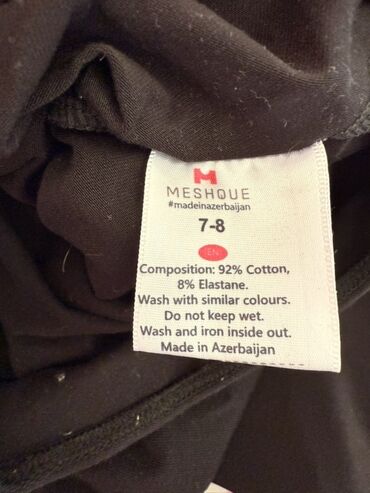 M
MESHQUE
#madeinazerbaijan
7-8
EN
Composition: 92% Cotton,
8% Elastane.
Wash with similar colours.
Do not keep wet.
Wash and iron inside out.
Made in Azerbaijan